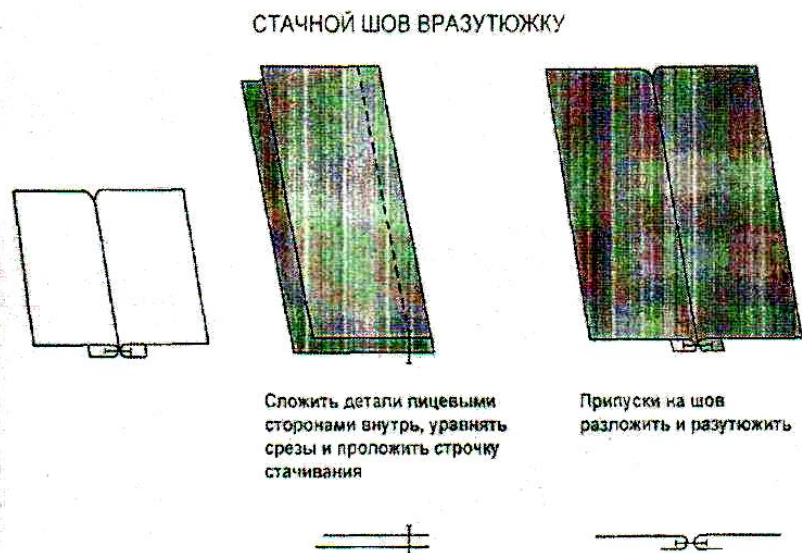 СТАЧНОЙ ШОВ ВРАЗУТЮЖКУ
Сложить детали лицевыми
сторонами внутрь, уравнять
срезы и проложить строчку
стачивания
Припуски на шов
разложить и разутюжить